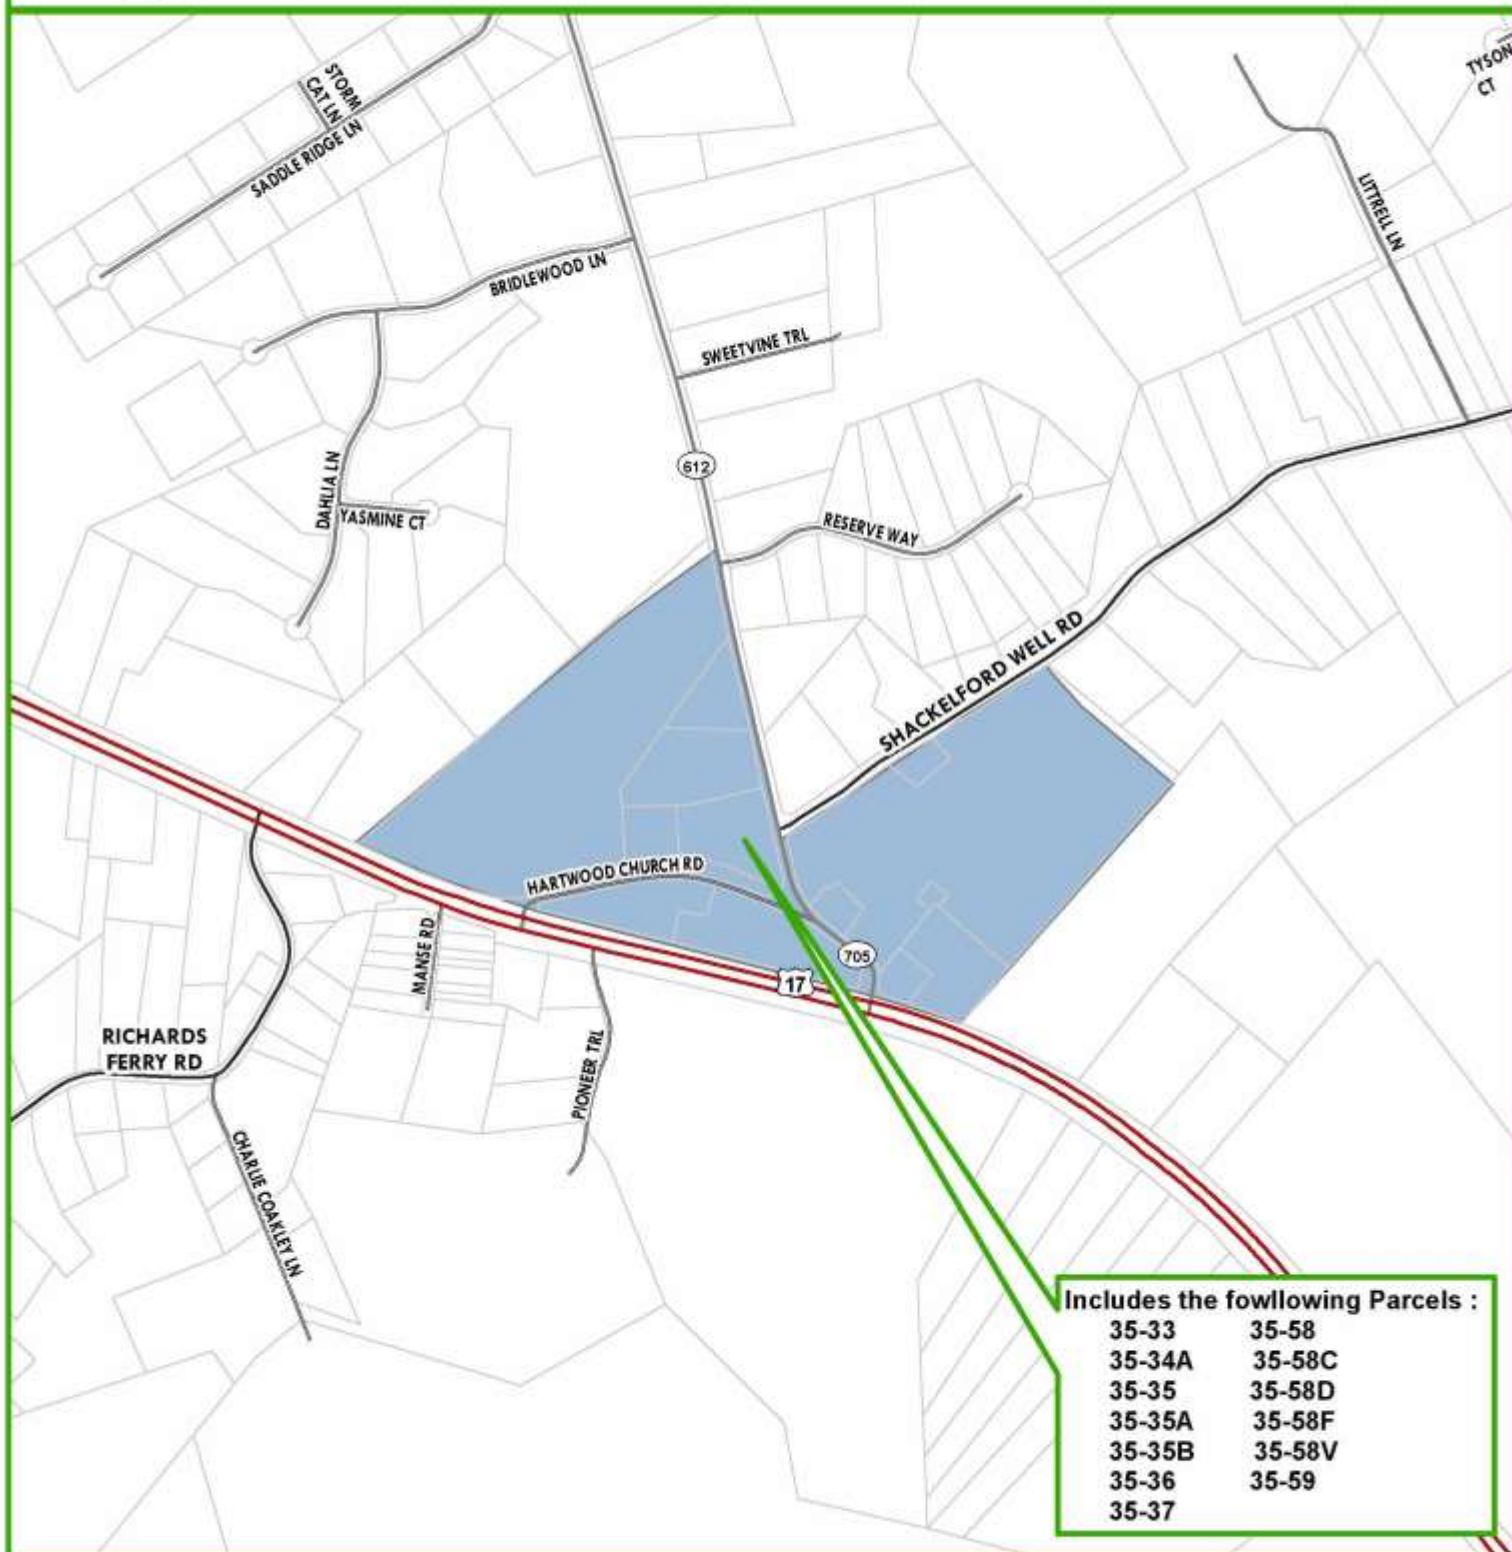 TYSON
CT
STORM
CAT LN
SADDLE RIDGE LN
LITTRELL LN
BRIDLEWOOD LN
SWEETVINE TRL
612
DAHLIA LN
YASMINE CT
RESERVE WAY
SHACKELFORD WELL RD
HARTWOOD CHURCH RD
MANSE RD
705
17
RICHARDS
FERRY RD
PIONEER TRL
CHARLIE COAKLEY LN
Includes the fowllowing Parcels :
35-33 35-58
35-34A 35-58C
35-35 35-58D
35-35A 35-58F
35-35B 35-58V
35-36 35-59
35-37